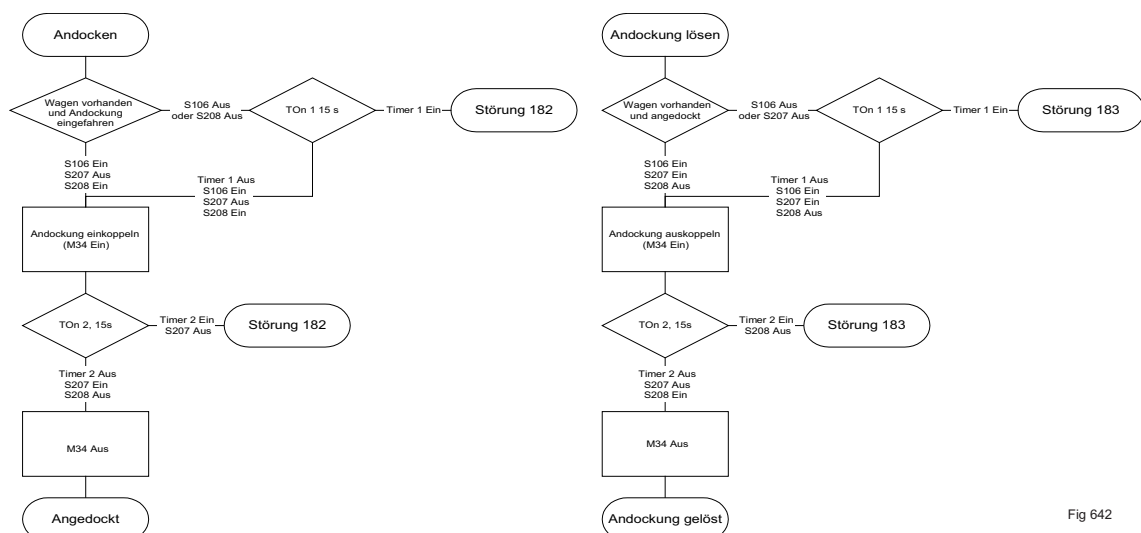 Andocken
Wagen vorhanden
und Andockung
eingefahren
S106 Aus
oder S208 Aus
TOn 1 15 s
Timer 1 Ein
Störung 182
S106 Ein
S207 Aus
S208 Ein
Timer 1 Aus
S106 Ein
S207 Aus
S208 Ein
Andockung einkoppeln
(M34 Ein)
TOn 2, 15s
Timer 2 Ein
S207 Aus
Störung 182
Timer 2 Aus
S207 Ein
S208 Aus
M34 Aus
Angedockt
Andockung lösen
Wagen vorhanden
und angedockt
S106 Aus
oder S207 Aus
TOn 1 15 s
Timer 1 Ein
Störung 183
S106 Ein
S207 Ein
S208 Aus
Timer 1 Aus
S106 Ein
S207 Ein
S208 Aus
Andockung auskoppeln
(M34 Ein)
TOn 2, 15s
Timer 2 Ein
S208 Aus
Störung 183
Timer 2 Aus
S207 Aus
S208 Ein
M34 Aus
Andockung gelöst
Fig 642